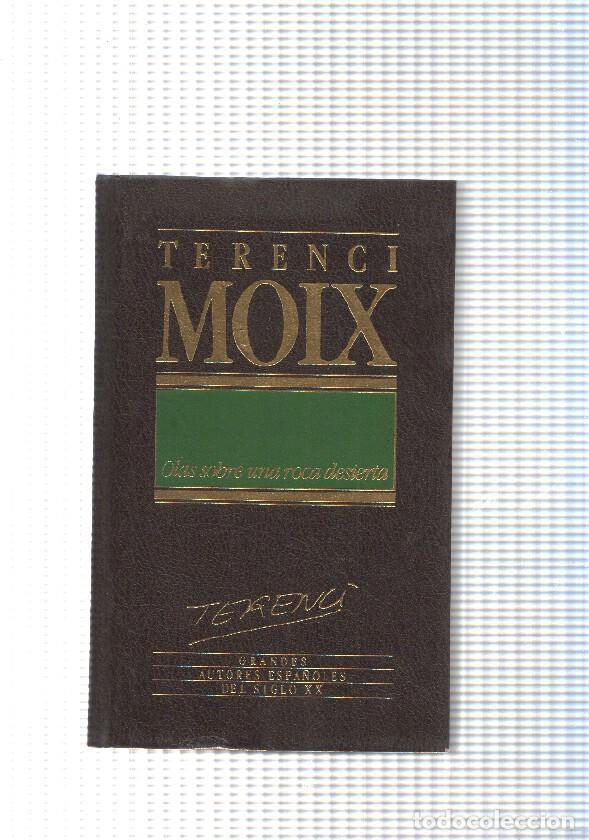 TERENCI
MOIX
Olas sobre una roca desierta
TERENCI
GRANDES
AUTORES ESPAÑOLES
DEL SIGLO XX
todocoleccion